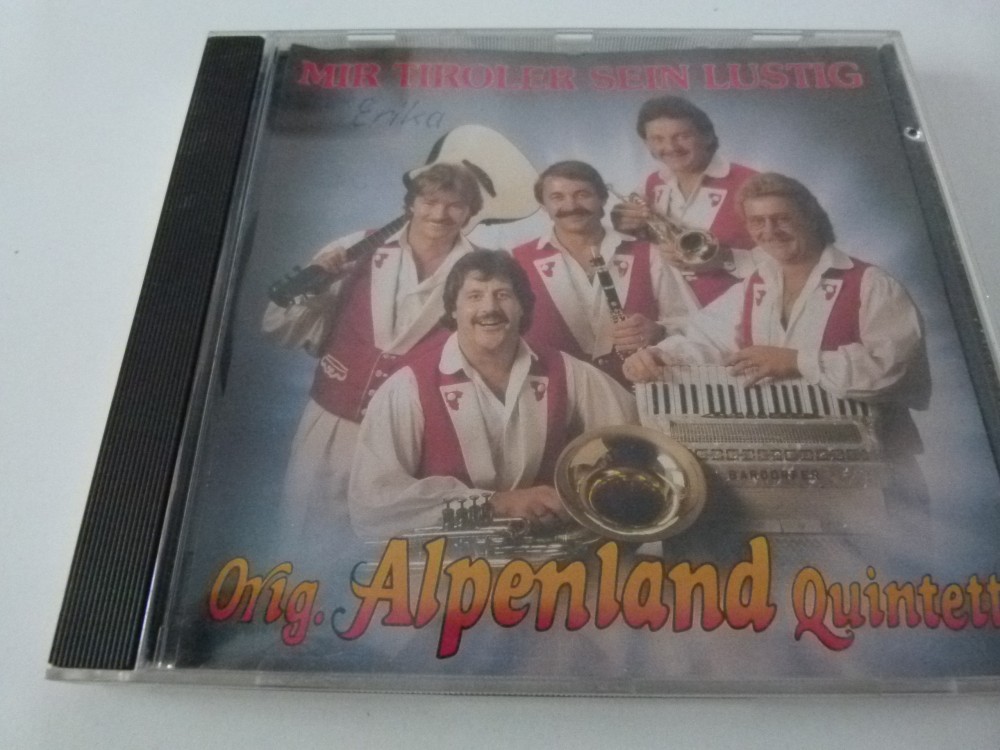 MIR TIROLER SEIN LUSTIG
Erika
Orig. Alpenland Quintett